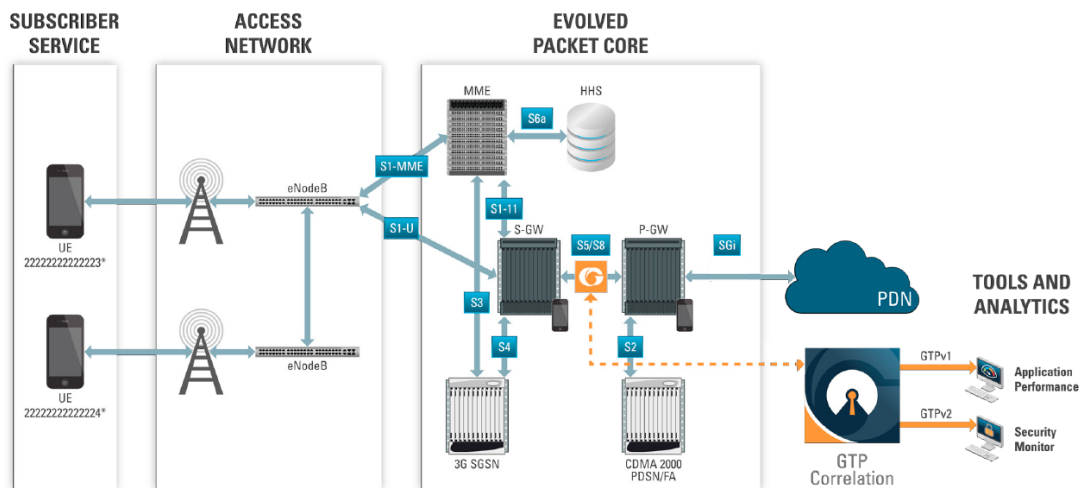 SUBSCRIBER
SERVICE
ACCESS
NETWORK
EVOLVED
PACKET CORE
MME
HHS
S6a
S1-MME
eNodeB
S1-11
S1-U
S-GW
P-GW
S5/S8
SGi
G
UE
22222222222223*
PDN
TOOLS AND
ANALYTICS
S3
S4
S2
eNodeB
UE
22222222222224*
GTPv1
Application
Performance
GTPv2
Security
Monitor
3G SGSN
CDMA 2000
PDSN/FA
GTP
Correlation